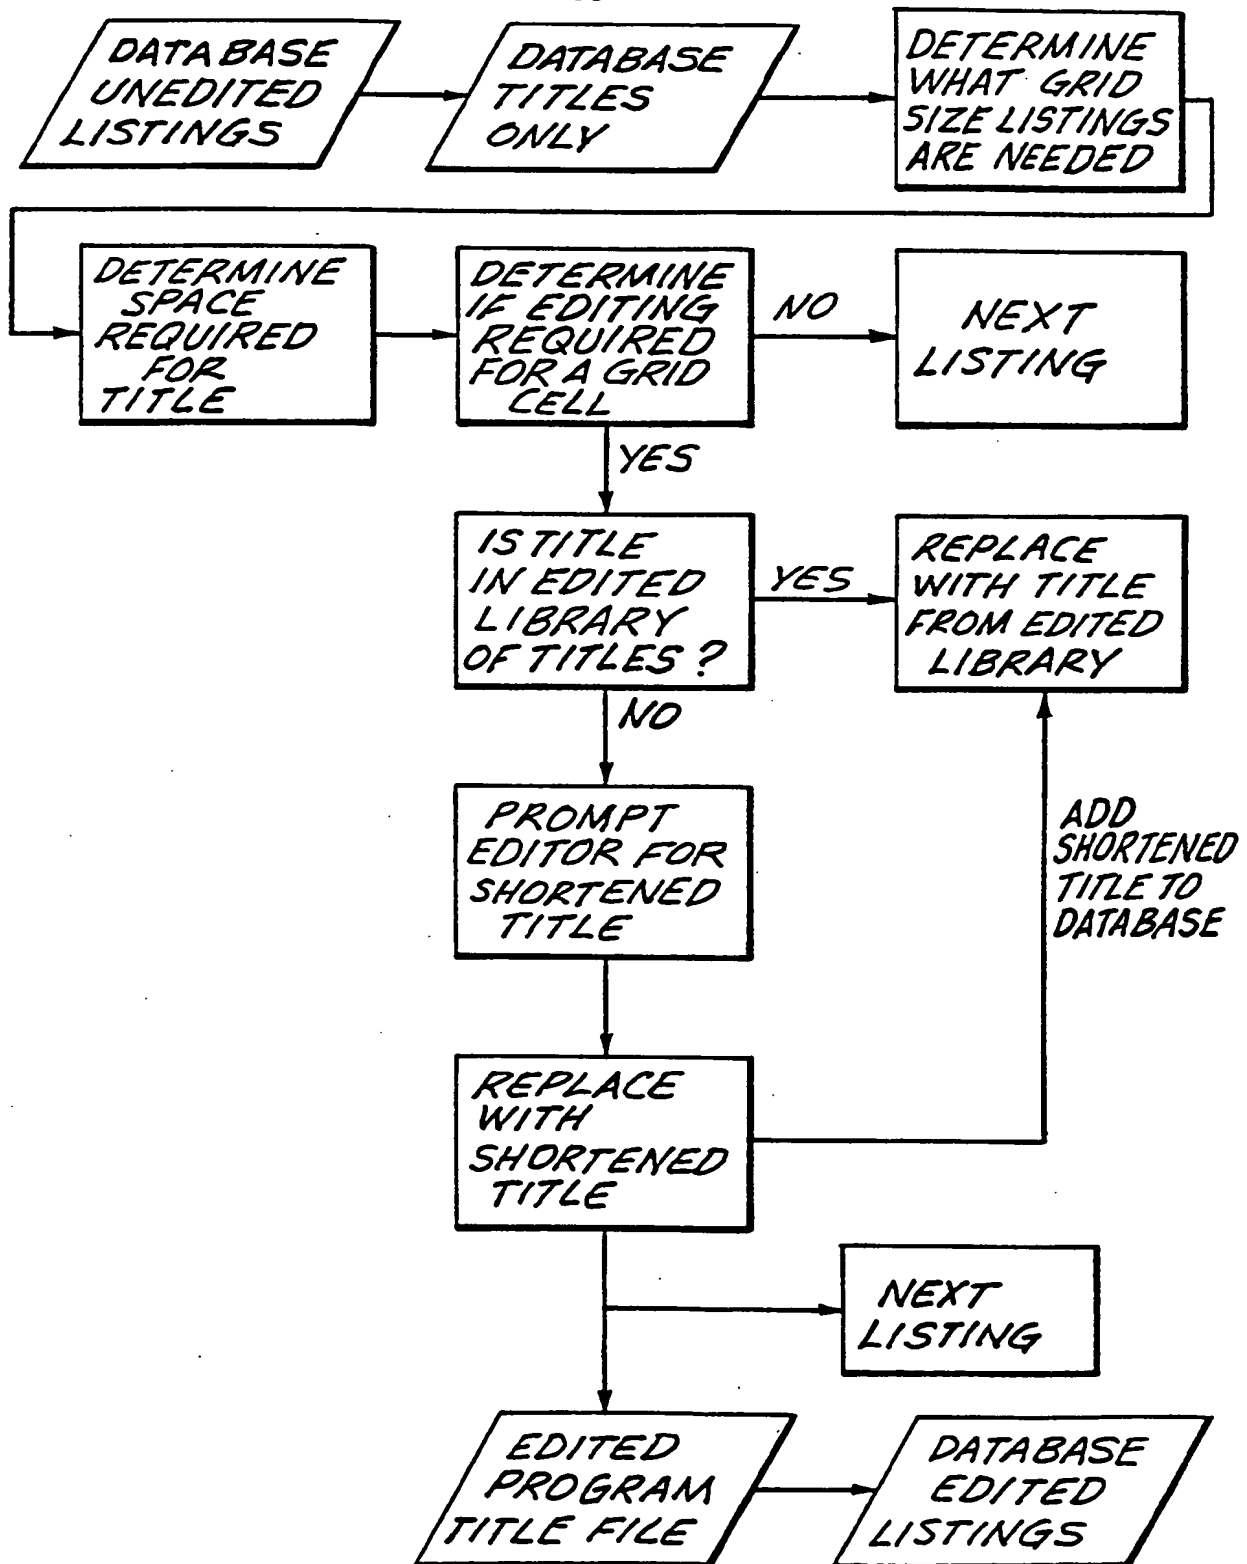 DATABASE
UNEDITED
LISTINGS
DATABASE
TITLES
ONLY
DETERMINE
WHAT GRID
SIZE LISTINGS
ARE NEEDED
DETERMINE
SPACE
REQUIRED
FOR
TITLE
DETERMINE
IF EDITING
REQUIRED
FOR A GRID
CELL
NO
NEXT
LISTING
YES
IS TITLE
IN EDITED
LIBRARY
OF TITLES?
YES
REPLACE
WITH TITLE
FROM EDITED
LIBRARY
NO
PROMPT
EDITOR FOR
SHORTENED
TITLE
ADD
SHORTENED
TITLE TO
DATABASE
REPLACE
WITH
SHORTENED
TITLE
NEXT
LISTING
EDITED
PROGRAM
TITLE FILE
DATABASE
EDITED
LISTINGS